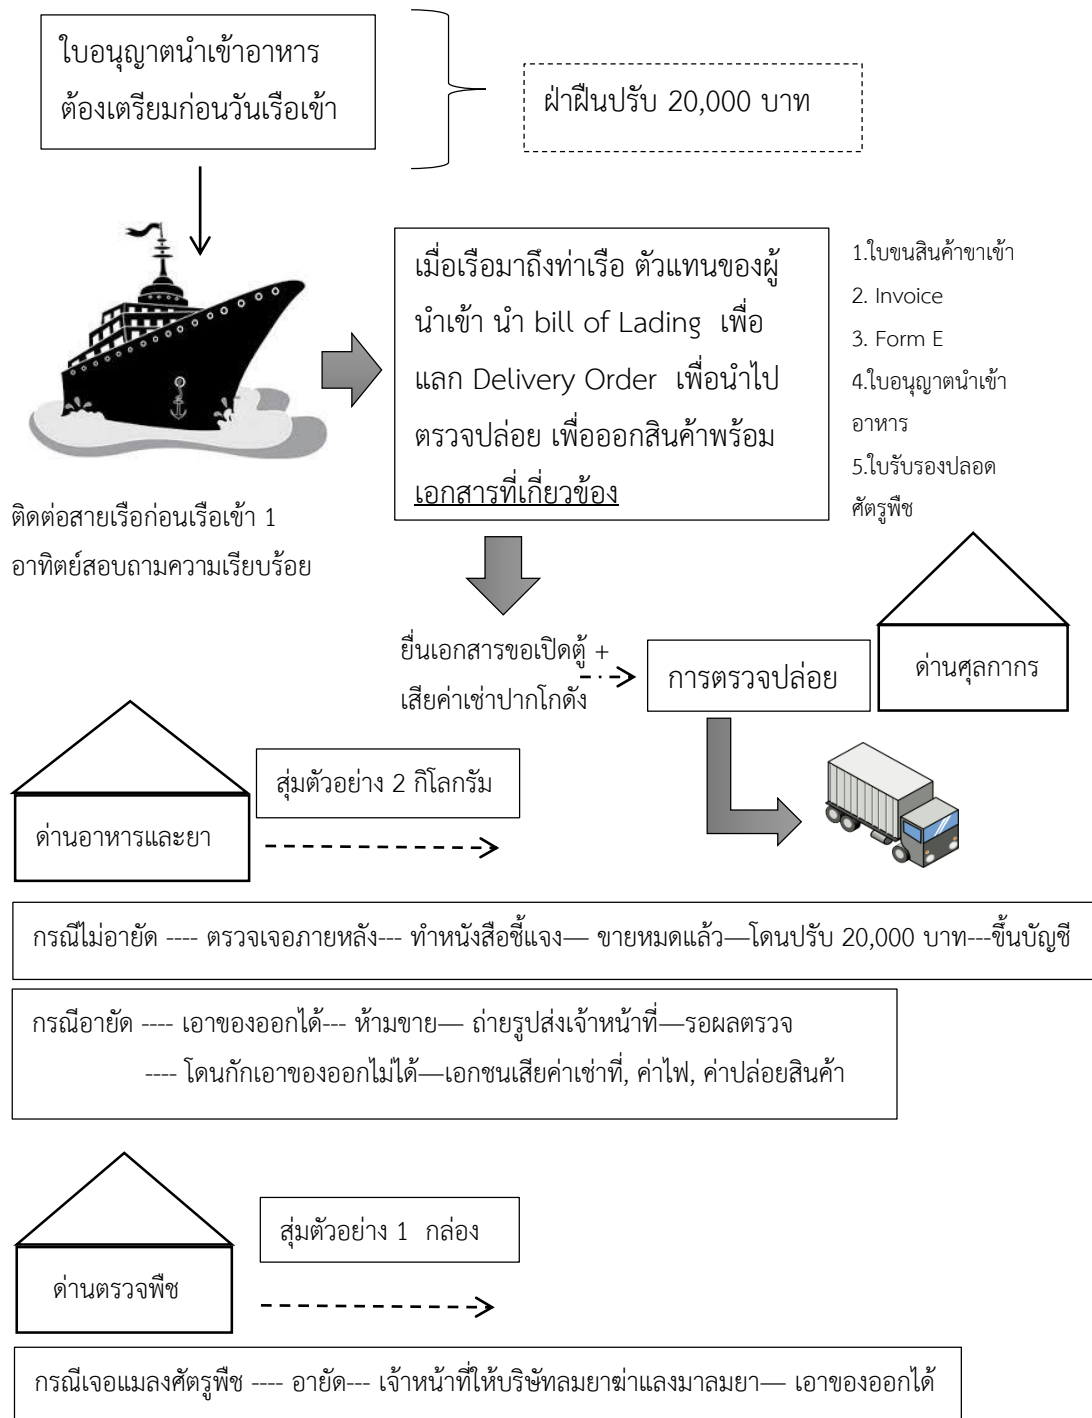 ใบอนุญาตนำเข้าอาหาร
ต้องเตรียมก่อนวันเรือเข้า
ฝ่าฝืนปรับ 20,000 บาท
เมื่อเรือมาถึงท่าเรือ ตัวแทนของผู้
นำเข้า นำ bill of Lading เพื่อ
แลก Delivery Order เพื่อนำไป
ตรวจปล่อย เพื่อออกสินค้าพร้อม
เอกสารที่เกี่ยวข้อง
1.ใบขนสินค้าขาเข้า
2. Invoice
3. Form E
4.ใบอนุญาตนำเข้า
อาหาร
5.ใบรับรองปลอด
ศัตรูพืช
ติดต่อสายเรือก่อนเรือเข้า 1
อาทิตย์สอบถามความเรียบร้อย
ยื่นเอกสารขอเปิดตู้ +
เสียค่าเช่าปากโกดัง
การตรวจปล่อย
ด่านศุลกากร
ด่านอาหารและยา
สุ่มตัวอย่าง 2 กิโลกรัม
กรณีไม่อายัด ---- ตรวจเจอภายหลัง--- ทำหนังสือชี้แจง— ขายหมดแล้ว—โดนปรับ 20,000 บาท---ขึ้นบัญชี
กรณีอายัด ---- เอาของออกได้--- ห้ามขาย— ถ่ายรูปส่งเจ้าหน้าที่—รอผลตรวจ
---- โดนกักเอาของออกไม่ได้—เอกชนเสียค่าเช่าที่, ค่าไฟ, ค่าปล่อยสินค้า
ด่านตรวจพืช
สุ่มตัวอย่าง 1 กล่อง
กรณีเจอแมลงศัตรูพืช ---- อายัด--- เจ้าหน้าที่ให้บริษัทลมยาฆ่าแลงมาลมยา— เอาของออกได้